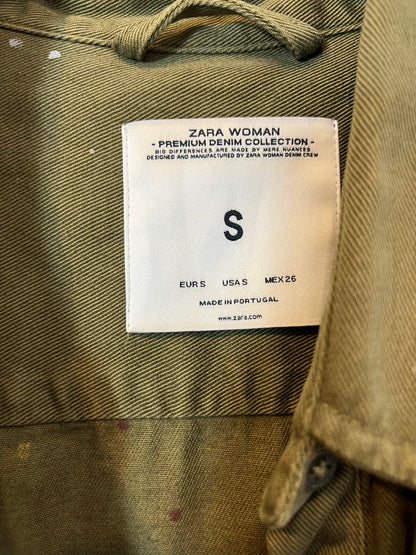 ZARA WOMAN
- PREMIUM DENIM COLLECTION -
BIG DIFFERENCES ARE MADE BY MERE NUANCES
DESIGNED AND MANUFACTURED BY ZARA WOMAN DENIM CREW
S
EUR S USA S MEX 26
MADE IN PORTUGAL
www.zara.com